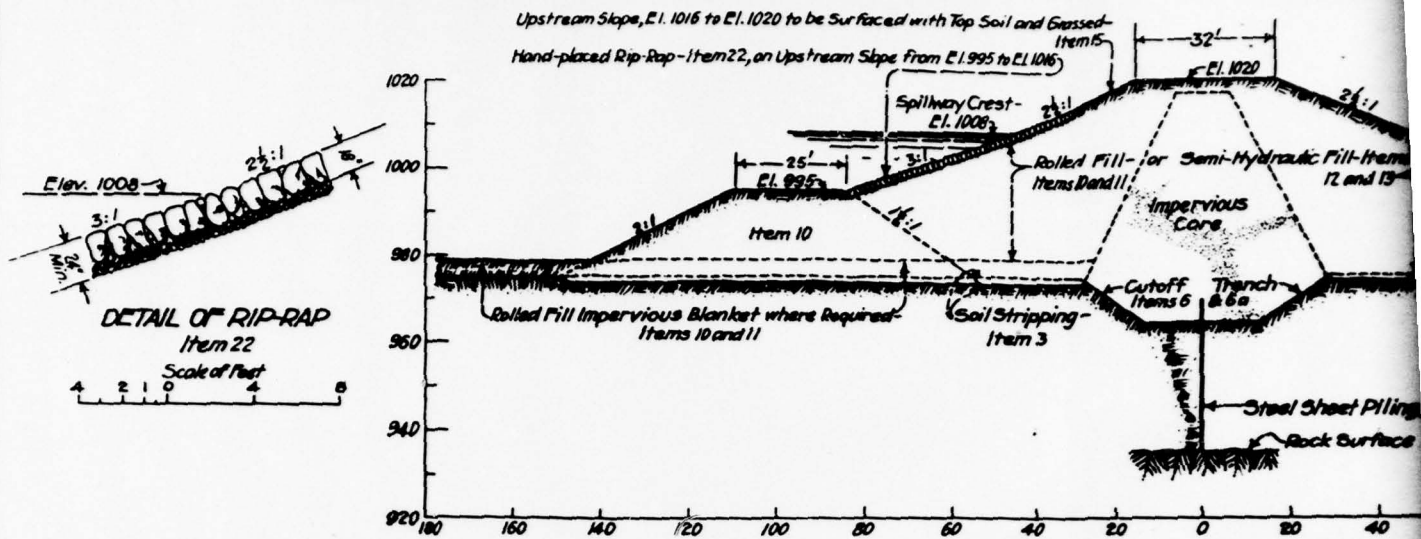 Upstream Slope, El. 1016 to El. 1020 to be Surfaced with Top Soil and Grassed-
Item 15
Hand-placed Rip-Rap-Item 22, on Upstream Slope from El. 995 to El. 1016
32'
El. 1020
2½:1
2½:1
Spillway Crest-
El. 1008
3:1
25'
El. 995
2:1
1½:1
Item 10
Rolled Fill- or Semi-Hydraulic Fill-Items
Items 10 and 11
12 and 13
Impervious
Core
Cutoff Trench
Items 6 & 6a
Rolled Fill Impervious Blanket where Required-
Items 10 and 11
Soil Stripping-
Item 3
Steel Sheet Piling
Rock Surface
1020
1000
980
960
940
920
180
160
140
120
100
80
60
40
20
0
20
40
2½:1
18"
Elev. 1008
3:1
24"
Min.
DETAIL OF RIP-RAP
Item 22
Scale of Feet
4 2 1 0 4 8